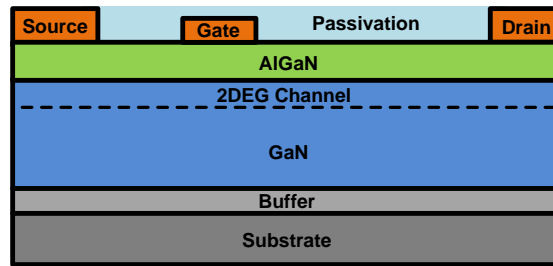 Source
Gate
Passivation
Drain
AlGaN
2DEG Channel
GaN
Buffer
Substrate